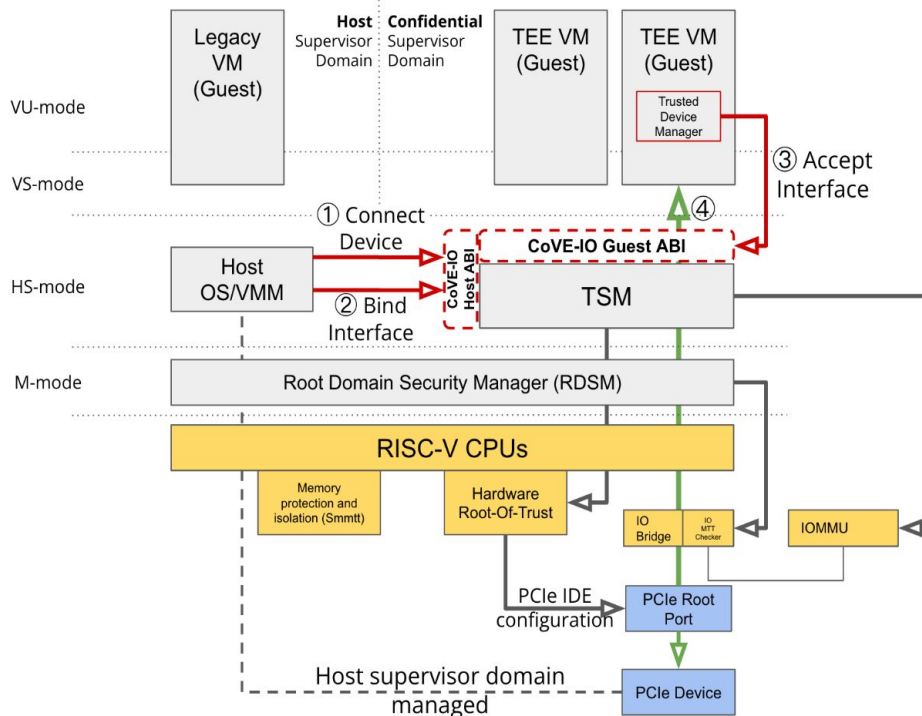 Legacy
VM
(Guest)
Host
Supervisor
Domain
Confidential
Supervisor
Domain
TEE VM
(Guest)
TEE VM
(Guest)
Trusted
Device
Manager
VU-mode
VS-mode
③ Accept
Interface
④
① Connect
Device
CoVE-IO
Host ABI
CoVE-IO Guest ABI
HS-mode
Host
OS/VMM
② Bind
Interface
TSM
M-mode
Root Domain Security Manager (RDSM)
RISC-V CPUs
Memory
protection and
isolation (Smmtt)
Hardware
Root-Of-Trust
IO
Bridge
IO
MTT
Checker
IOMMU
PCIe IDE
configuration
PCIe Root
Port
Host supervisor domain
managed
PCIe Device